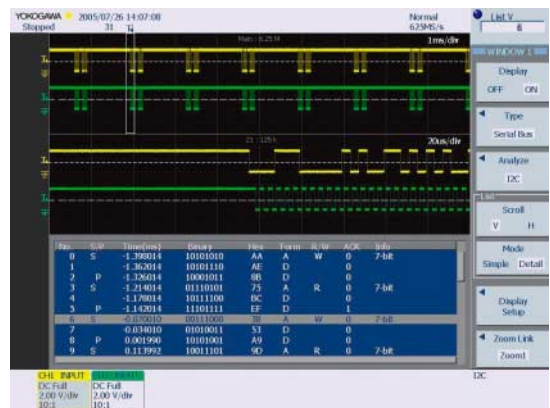 YOKOGAWA 2005/07/26 14:07:08 Normal
Stopped 31 625MS/s
Main : 6.25 M 1ms/div
Z1 : 125 k 20us/div
No. S/P Time(ms) Binary Hex Form R/W ACK Info
0 S -1.398014 10101010 AA A W 0 7-bit
1 -1.362014 10101110 AE D 0
2 P -1.326014 10001011 8B D 0
3 S -1.214014 01110101 75 A R 0 7-bit
4 -1.178014 10111100 BC D 0
5 P -1.142014 11101111 EF D 1
6 S -0.070010 00111000 38 A W 0 7-bit
7 -0.034010 01010011 53 D 0
8 P 0.001990 10101001 A9 D 0
9 S 0.113992 10011101 9D A R 0 7-bit
CH1 INPUT
DC Full DC Full
2.00 V/div 2.00 V/div
10:1 10:1
I2C
List V
6
WINDOW 1
Display
OFF ON
Type
Serial Bus
Analyze
I2C
List
Scroll
V H
Mode
Simple Detail
Display
Setup
Zoom Link
Zoom1